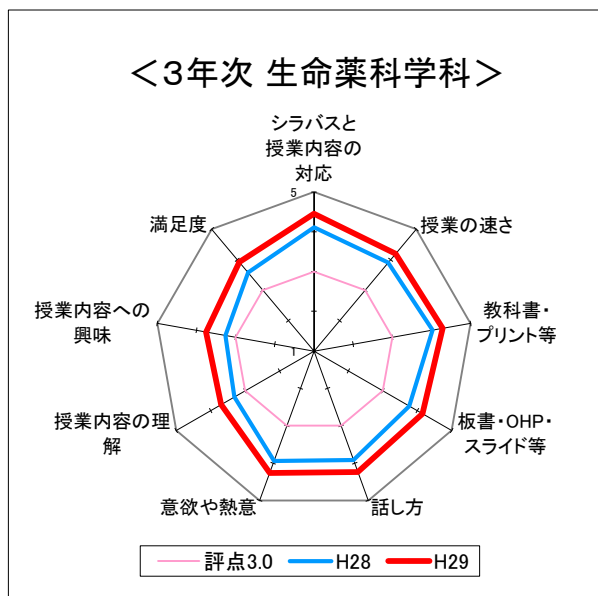 ＜3年次 生命薬科学科＞
シラバスと
授業内容の
対応
5
満足度
授業の速さ
授業内容への
興味
教科書・
プリント等
1
授業内容の理
解
板書・OHP・
スライド等
意欲や熱意
話し方
評点3.0
H28
H29